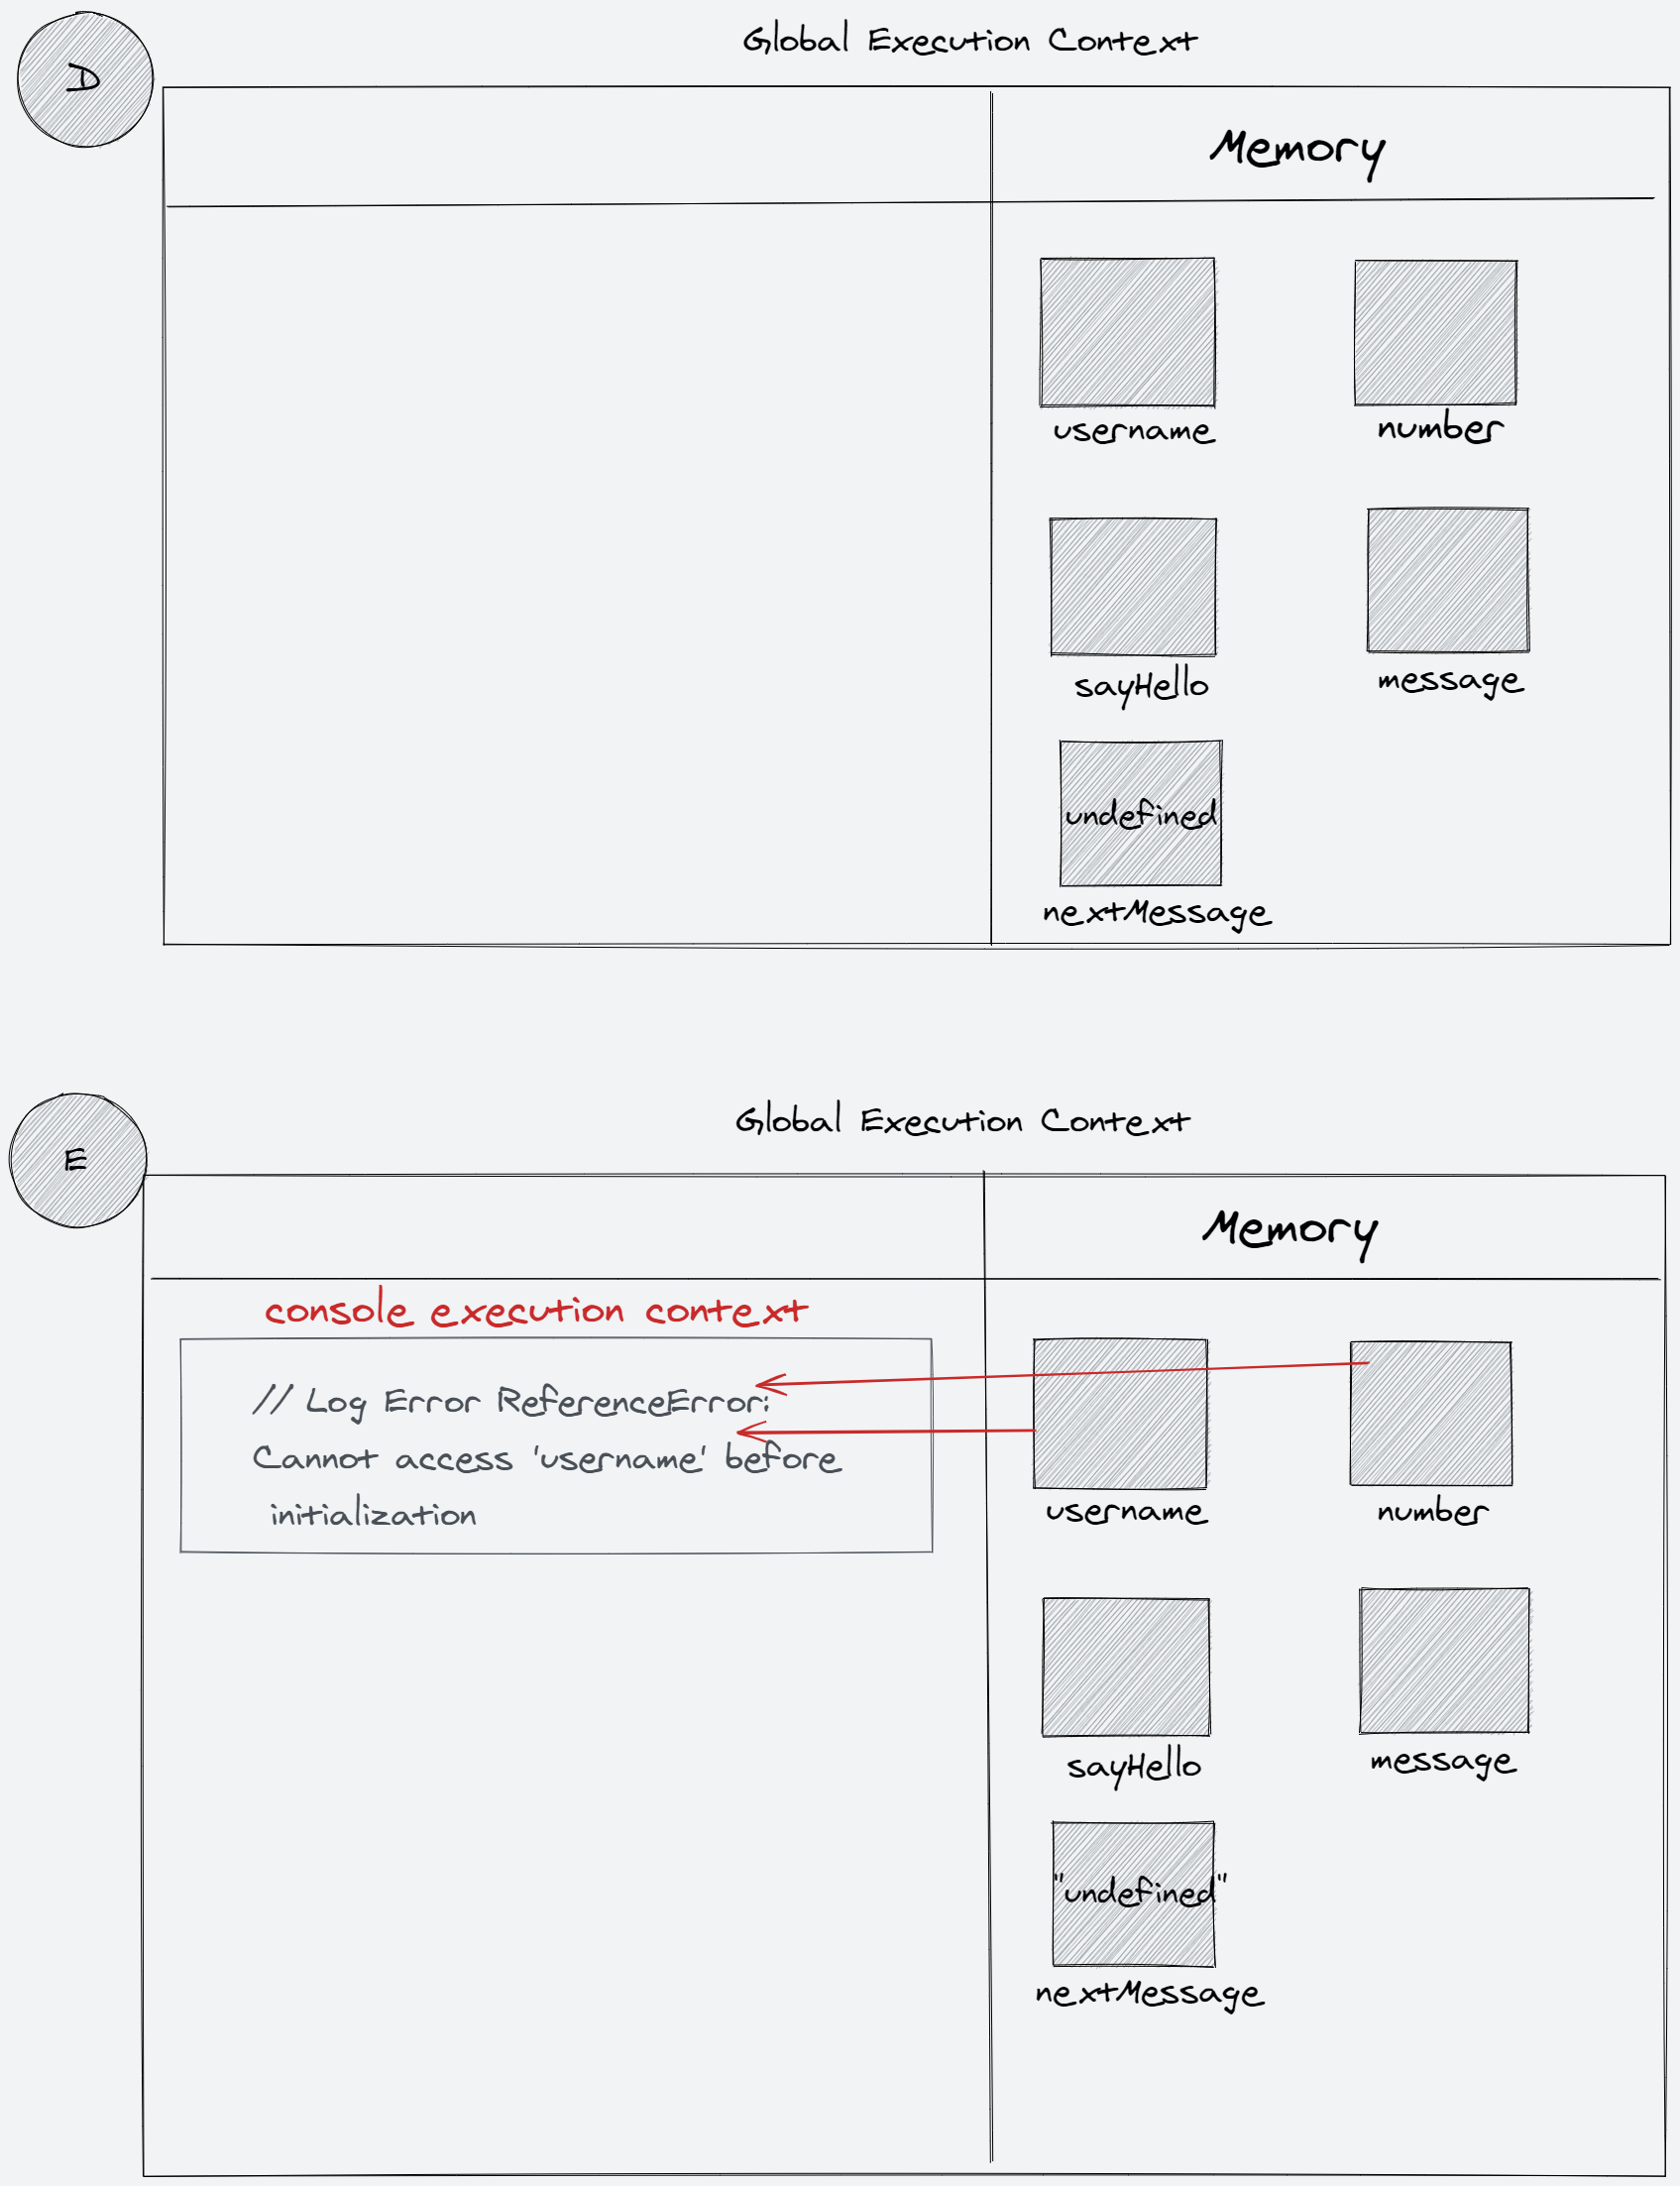 D
Global Execution Context
Memory
username
number
sayHello
message
undefined
nextMessage
E
Global Execution Context
Memory
console execution context
// Log Error ReferenceError:
Cannot access 'username' before
initialization
username
number
sayHello
message
"undefined"
nextMessage